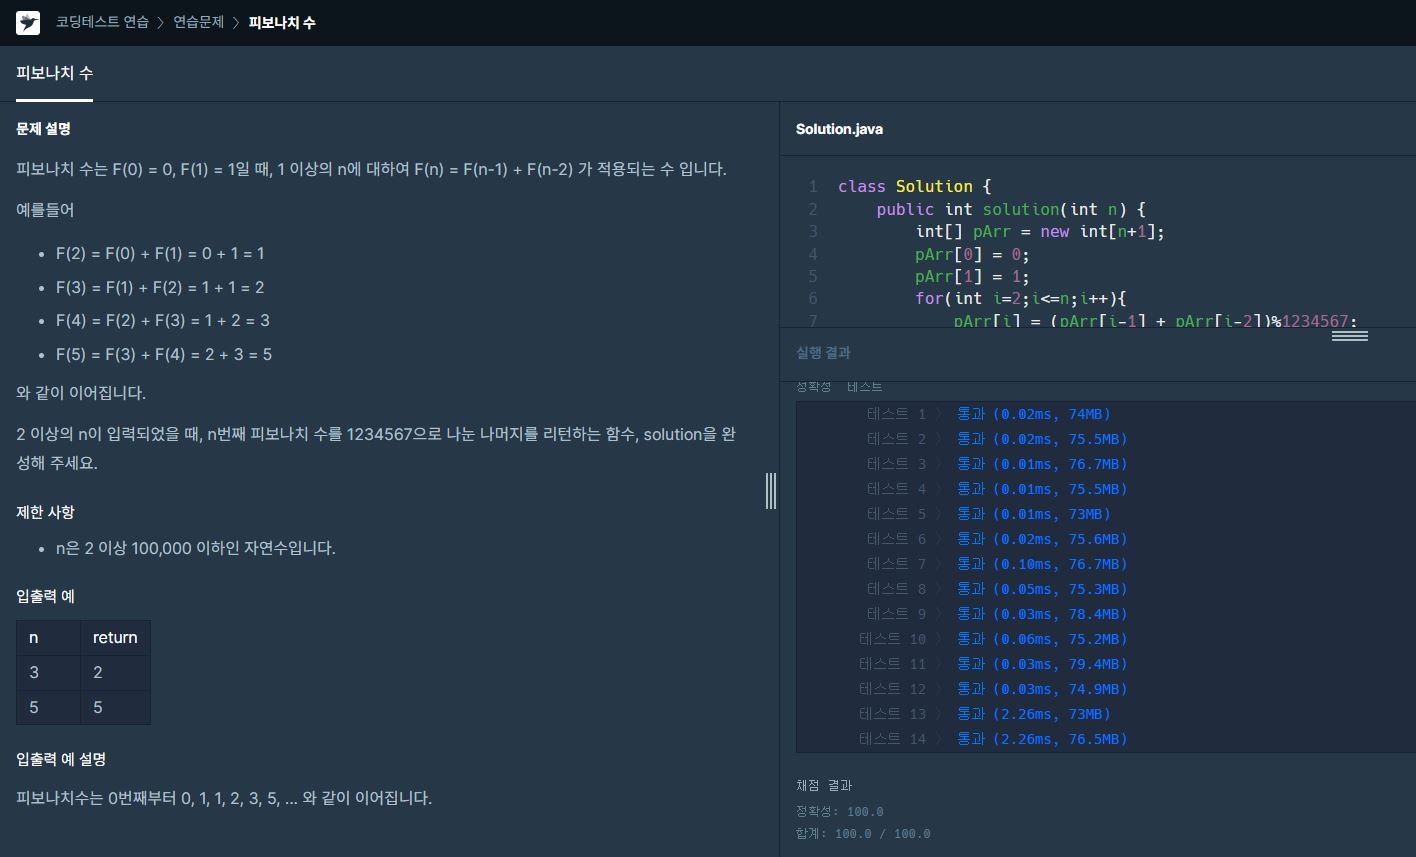 코딩테스트 연습 > 연습문제 > 피보나치 수
피보나치 수
문제 설명
피보나치 수는 F(0) = 0, F(1) = 1일 때, 1 이상의 n에 대하여 F(n) = F(n-1) + F(n-2) 가 적용되는 수 입니다.
예를들어
• F(2) = F(0) + F(1) = 0 + 1 = 1
• F(3) = F(1) + F(2) = 1 + 1 = 2
• F(4) = F(2) + F(3) = 1 + 2 = 3
• F(5) = F(3) + F(4) = 2 + 3 = 5
와 같이 이어집니다.
2 이상의 n이 입력되었을 때, n번째 피보나치 수를 1234567으로 나눈 나머지를 리턴하는 함수, solution을 완
성해 주세요.
제한 사항
• n은 2 이상 100,000 이하인 자연수입니다.
입출력 예
n return
3 2
5 5
입출력 예 설명
피보나치수는 0번째부터 0, 1, 1, 2, 3, 5, ... 와 같이 이어집니다.
Solution.java
1 class Solution {
2 public int solution(int n) {
3 int[] pArr = new int[n+1];
4 pArr[0] = 0;
5 pArr[1] = 1;
6 for(int i=2;i<=n;i++){
7 pArr[i] = (pArr[i-1] + pArr[i-2])%1234567;
실행 결과
정확성 테스트
테스트 1 > 통과 (0.02ms, 74MB)
테스트 2 > 통과 (0.02ms, 75.5MB)
테스트 3 > 통과 (0.01ms, 76.7MB)
테스트 4 > 통과 (0.01ms, 75.5MB)
테스트 5 > 통과 (0.01ms, 73MB)
테스트 6 > 통과 (0.02ms, 75.6MB)
테스트 7 > 통과 (0.10ms, 76.7MB)
테스트 8 > 통과 (0.05ms, 75.3MB)
테스트 9 > 통과 (0.03ms, 78.4MB)
테스트 10 > 통과 (0.06ms, 75.2MB)
테스트 11 > 통과 (0.03ms, 79.4MB)
테스트 12 > 통과 (0.03ms, 74.9MB)
테스트 13 > 통과 (2.26ms, 73MB)
테스트 14 > 통과 (2.26ms, 76.5MB)
채점 결과
정확성: 100.0
합계: 100.0 / 100.0